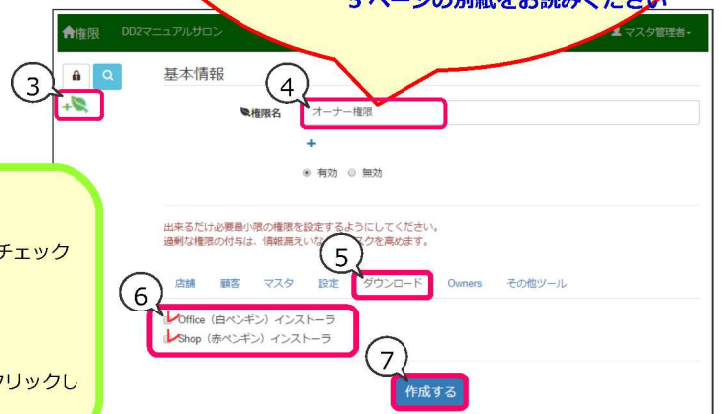 5 ページの別紙をお読みください
権限 DD2マニュアルサロン マスタ管理者
3
基本情報
4
権限名 オーナー権限
+
有効 無効
チェック
出来るだけ必要最小限の権限を設定するようにしてください。
過剰な権限の付与は、情報漏えいな スクを高めます。
5
店舗 顧客 マスタ 設定 ダウンロード Owners その他ツール
6
Office（白ペンギン）インストーラ
Shop（赤ペンギン）インストーラ
7
クリックし
作成する